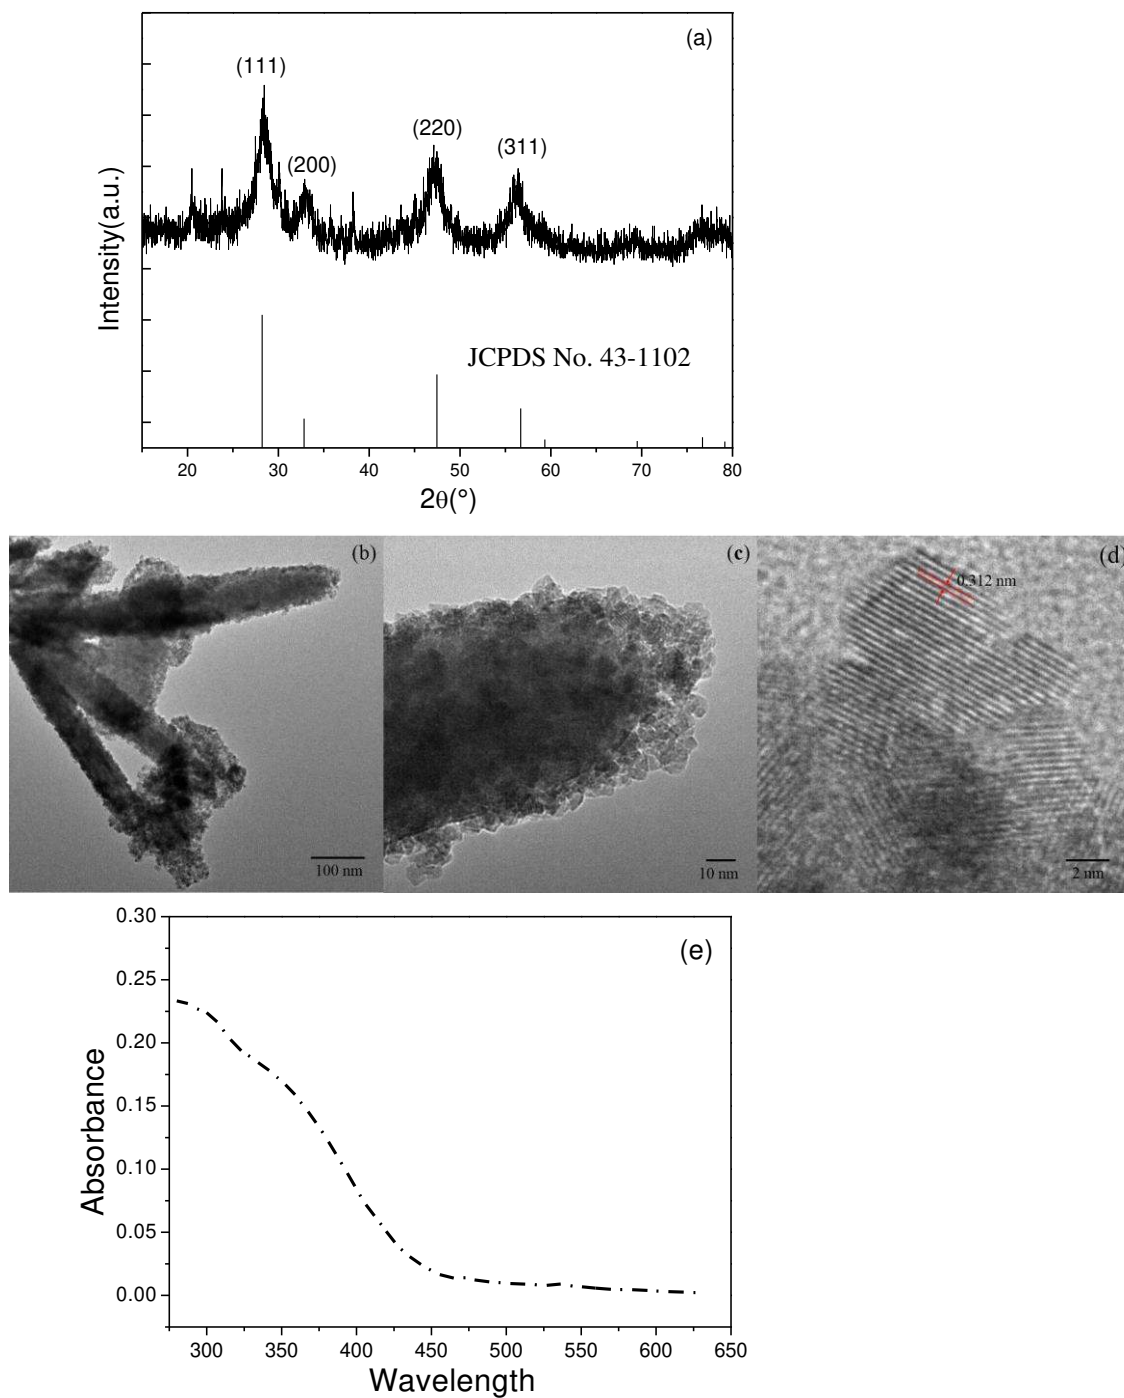 (a)
(111)
(200)
(220)
(311)
Intensity(a.u.)
JCPDS No. 43-1102
20 30 40 50 60 70 80
2θ(°)
(b)
100 nm
(c)
10 nm
(d)
0.312 nm
2 nm
(e)
0.30
0.25
0.20
0.15
0.10
0.05
0.00
Absorbance
300 350 400 450 500 550 600 650
Wavelength